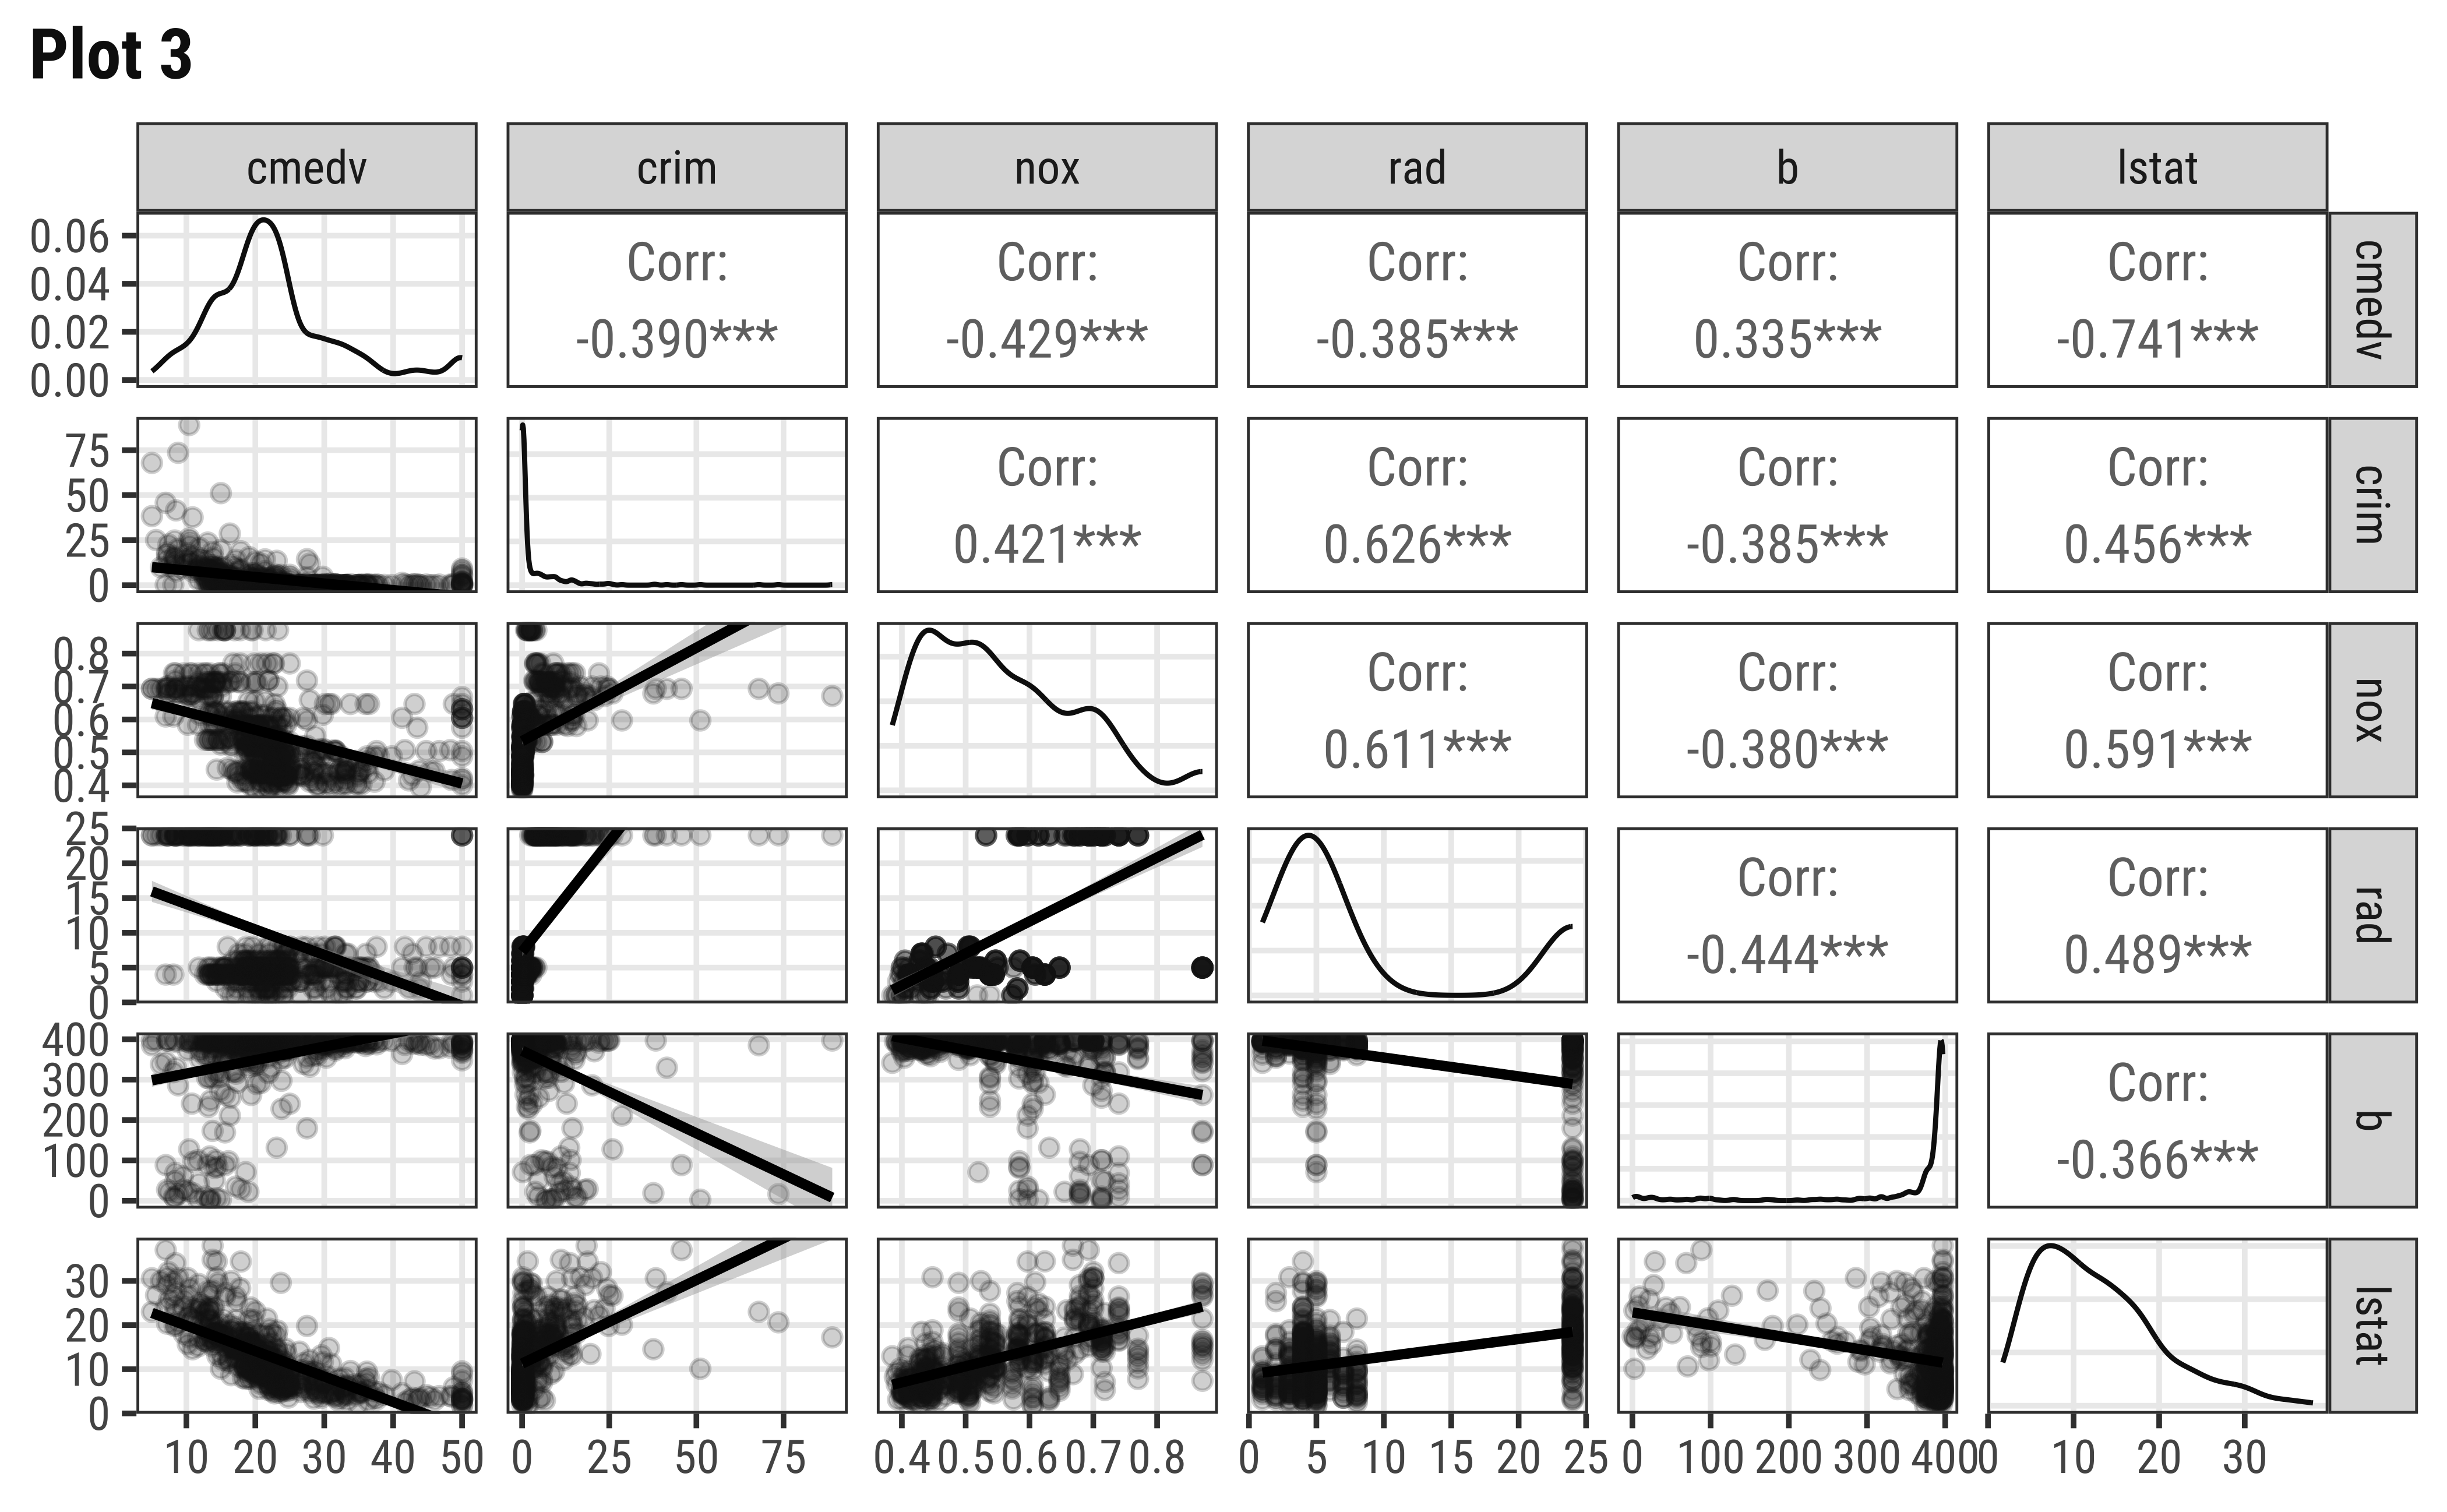 Plot 3
cmedv crim nox rad b lstat
0.06
0.04
0.02
0.00
Corr: Corr: Corr: Corr: Corr:
-0.390*** -0.429*** -0.385*** 0.335*** -0.741***
cmedv
75
50
25
0
Corr: Corr: Corr: Corr:
0.421*** 0.626*** -0.385*** 0.456***
crim
0.8
0.7
0.6
0.5
0.4
Corr: Corr: Corr:
0.611*** -0.380*** 0.591***
nox
25
20
15
10
5
0
Corr: Corr:
-0.444*** 0.489***
rad
400
300
200
100
0
Corr:
-0.366***
b
30
20
10
0
lstat
10 20 30 40 50 0 25 50 75 0.4 0.5 0.6 0.7 0.8 0 5 10 15 20 25 0 100 200 300 400 0 10 20 30